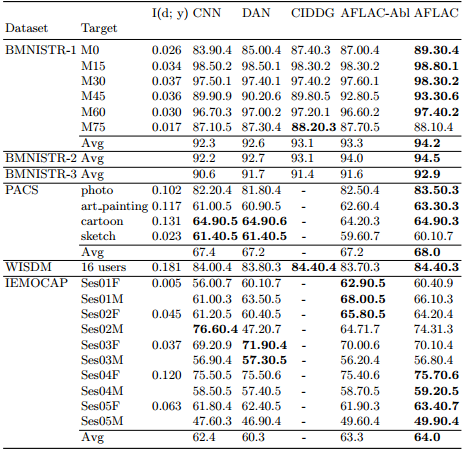 I(d; y) CNN DAN CIDDG AFLAC-Abl AFLAC
Dataset Target
BMNISTR-1 M0 0.026 83.90.4 85.00.4 87.40.3 87.00.4 89.30.4
M15 0.034 98.50.2 98.50.1 98.30.2 98.30.2 98.80.1
M30 0.037 97.50.1 97.40.1 97.40.2 97.60.1 98.30.2
M45 0.036 89.90.9 90.20.6 89.80.5 92.80.5 93.30.6
M60 0.030 96.70.3 97.00.2 97.20.1 96.60.2 97.40.2
M75 0.017 87.10.5 87.30.4 88.20.3 87.70.5 88.10.4
Avg 92.3 92.6 93.1 93.3 94.2
BMNISTR-2 Avg 92.2 92.7 93.1 94.0 94.5
BMNISTR-3 Avg 90.6 91.7 91.4 91.6 92.9
PACS photo 0.102 82.20.4 81.80.4 - 82.50.4 83.50.3
art_painting 0.117 61.00.5 60.90.5 - 62.60.4 63.30.3
cartoon 0.131 64.90.5 64.90.6 - 64.20.3 64.90.3
sketch 0.023 61.40.5 61.40.5 - 59.60.7 60.10.7
Avg 67.4 67.2 - 67.2 68.0
WISDM 16 users 0.181 84.00.4 83.80.3 84.40.4 83.70.3 84.40.3
IEMOCAP Ses01F 0.005 56.00.7 60.10.7 - 62.90.5 60.40.9
Ses01M 61.00.3 63.50.5 - 68.00.5 66.10.3
Ses02F 0.045 61.20.5 60.40.5 - 65.80.5 64.20.4
Ses02M 76.60.4 47.20.7 - 64.71.7 74.31.3
Ses03F 0.037 69.20.9 71.90.4 - 70.00.6 70.10.4
Ses03M 56.90.4 57.30.5 - 56.20.4 56.80.4
Ses04F 0.120 75.50.5 75.50.6 - 75.40.6 75.70.6
Ses04M 58.50.5 57.40.5 - 58.70.5 59.20.5
Ses05F 0.063 61.80.4 62.40.5 - 61.90.3 63.40.7
Ses05M 47.60.3 46.90.4 - 49.60.4 49.90.4
Avg 62.4 60.3 - 63.3 64.0